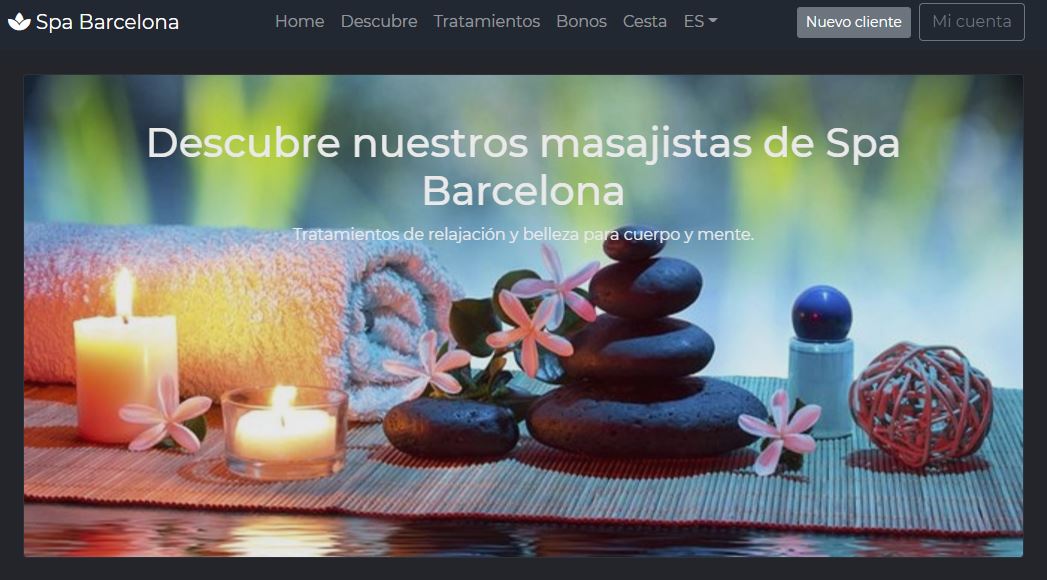 Spa Barcelona Home Descubre Tratamientos Bonos Cesta ES Nuevo cliente Mi cuenta
Descubre nuestros masajistas de Spa
Barcelona
Tratamientos de relajación y belleza para cuerpo y mente.